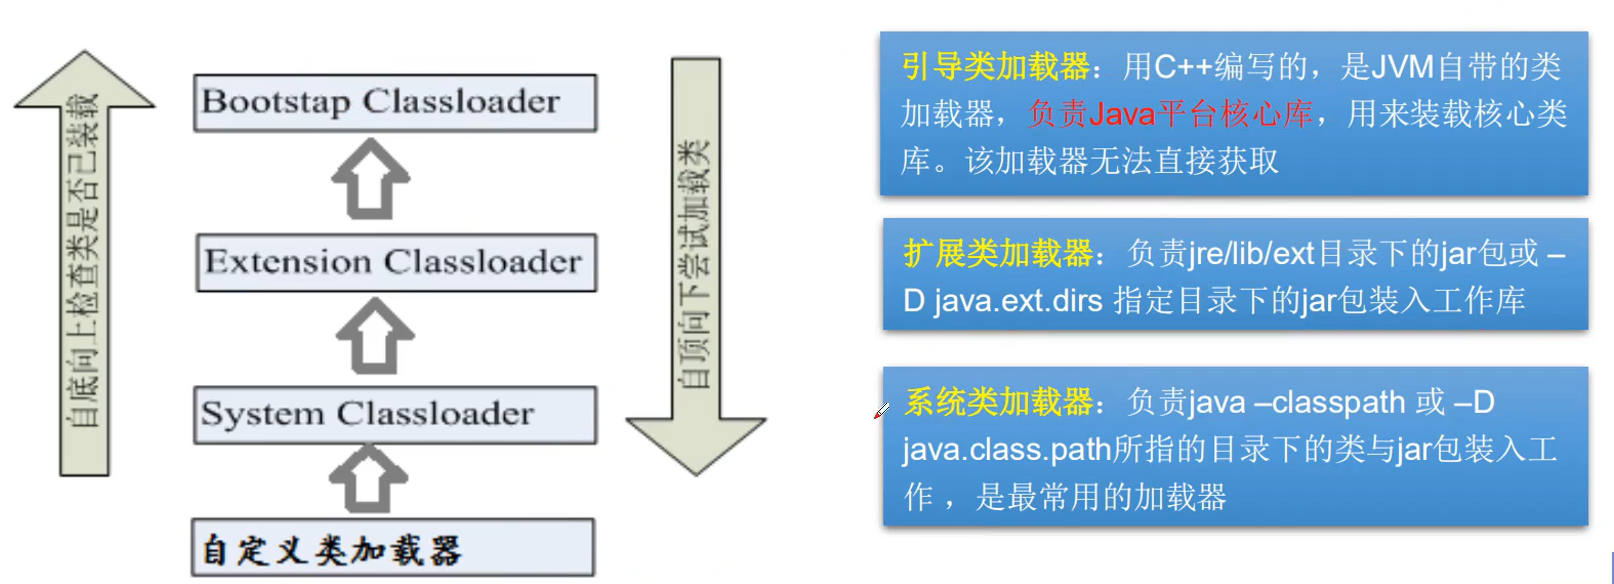 自底向上检查类是否已装载
Bootstap Classloader
Extension Classloader
System Classloader
自定义类加载器
自顶向下尝试加载类
引导类加载器：用C++编写的，是JVM自带的类
加载器，负责Java平台核心库，用来装载核心类
库。该加载器无法直接获取
扩展类加载器：负责jre/lib/ext目录下的jar包或 –
D java.ext.dirs 指定目录下的jar包装入工作库
系统类加载器：负责java –classpath 或 –D
java.class.path所指的目录下的类与jar包装入工
作 ，是最常用的加载器